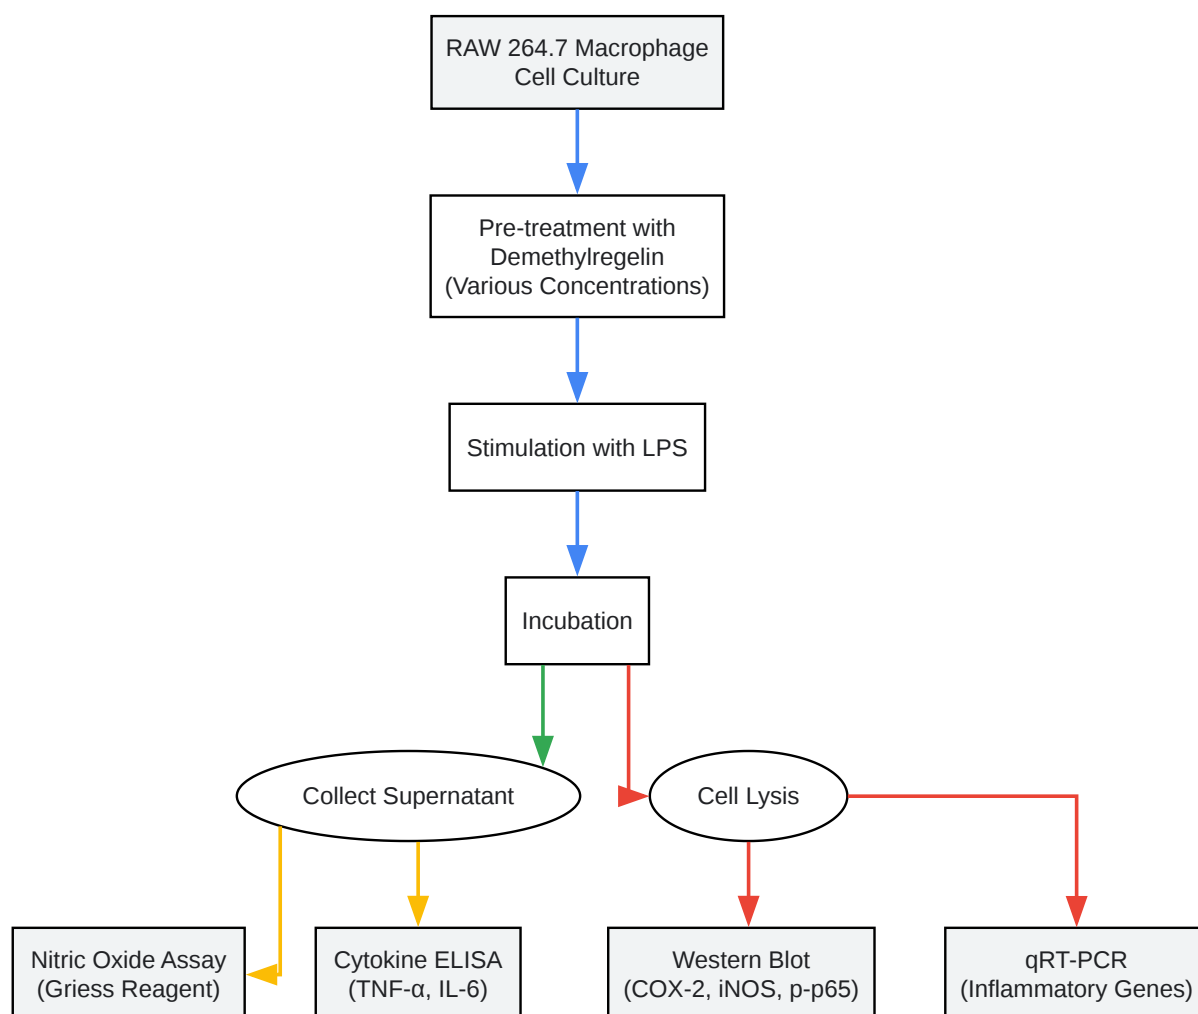 RAW 264.7 Macrophage
Cell Culture
Pre-treatment with
Demethylregelin
(Various Concentrations)
Stimulation with LPS
Incubation
Collect Supernatant
Cell Lysis
Nitric Oxide Assay
(Griess Reagent)
Cytokine ELISA
(TNF-α, IL-6)
Western Blot
(COX-2, iNOS, p-p65)
qRT-PCR
(Inflammatory Genes)